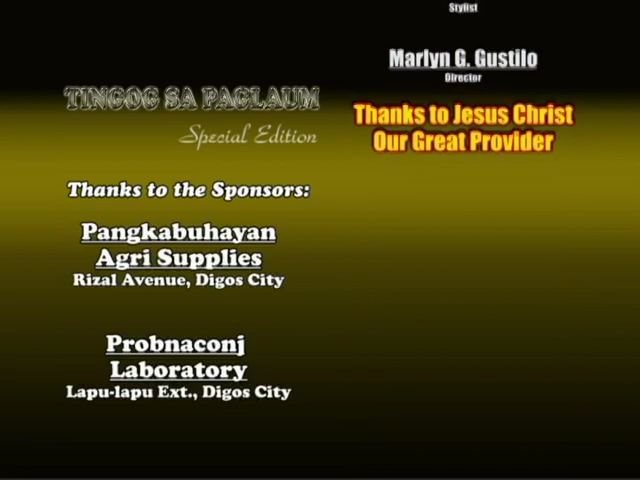 TINGOG SA PAGLAUM
Special Edition
Thanks to the Sponsors:
Pangkabuhayan
Agri Supplies
Rizal Avenue, Digos City
Probnaconj
Laboratory
Lapu-lapu Ext., Digos City
Stylist
Marlyn G. Gustilo
Director
Thanks to Jesus Christ
Our Great Provider